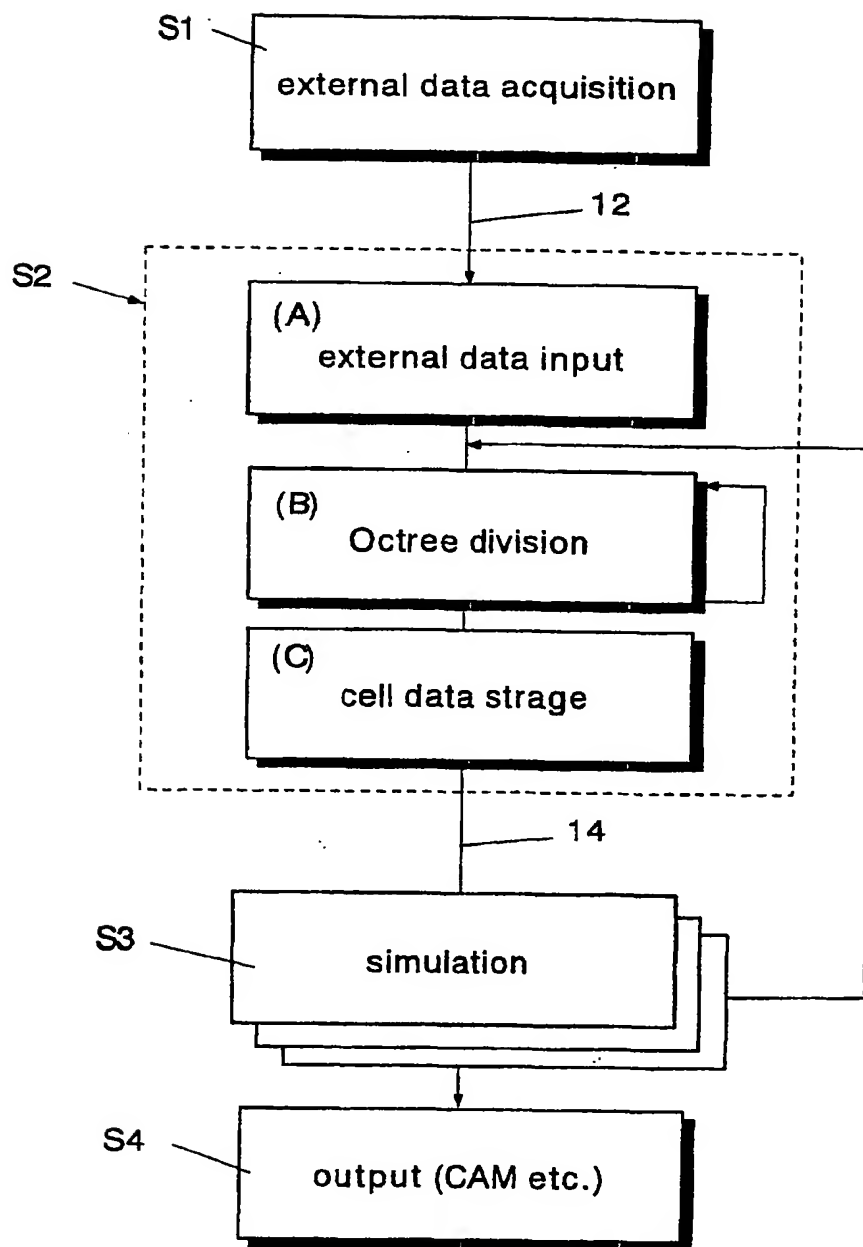 S1
external data acquisition
12
S2
(A)
external data input
(B)
Octree division
(C)
cell data strage
14
S3
simulation
S4
output (CAM etc.)